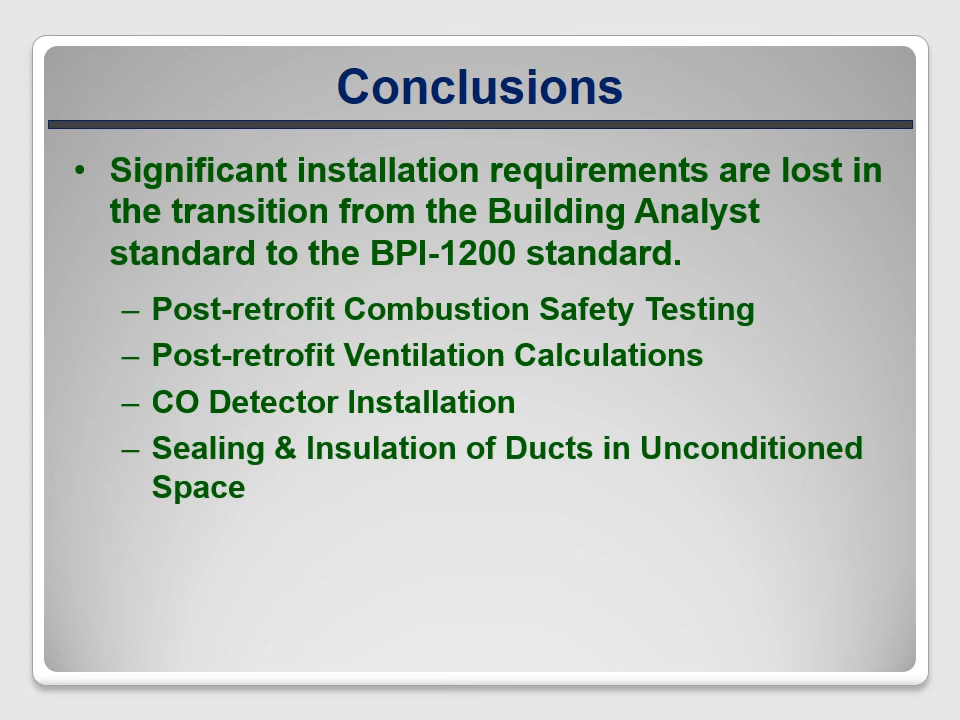 Conclusions
• Significant installation requirements are lost in
the transition from the Building Analyst
standard to the BPI-1200 standard.
– Post-retrofit Combustion Safety Testing
– Post-retrofit Ventilation Calculations
– CO Detector Installation
– Sealing & Insulation of Ducts in Unconditioned
Space